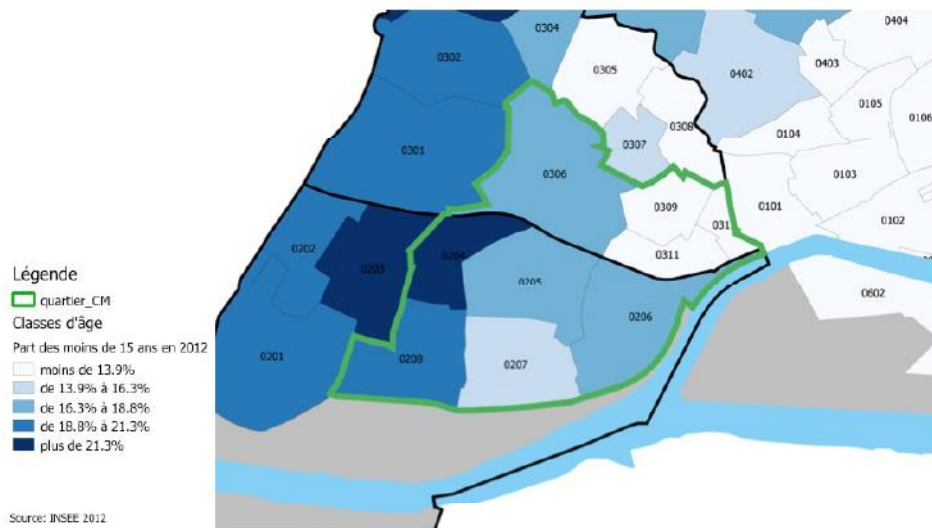 0304
0404
0302
0305
0402
0403
0105
0106
0308
0307
0104
0301
0306
0103
0309
0101
031
0102
0202
0311
0204
0203
0205
0602
0206
0201
0208
0207
Légende
quartier_CM
Classes d'âge
Part des moins de 15 ans en 2012
moins de 13.9%
de 13.9% à 16.3%
de 16.3% à 18.8%
de 18.8% à 21.3%
plus de 21.3%
Source: INSEE 2012